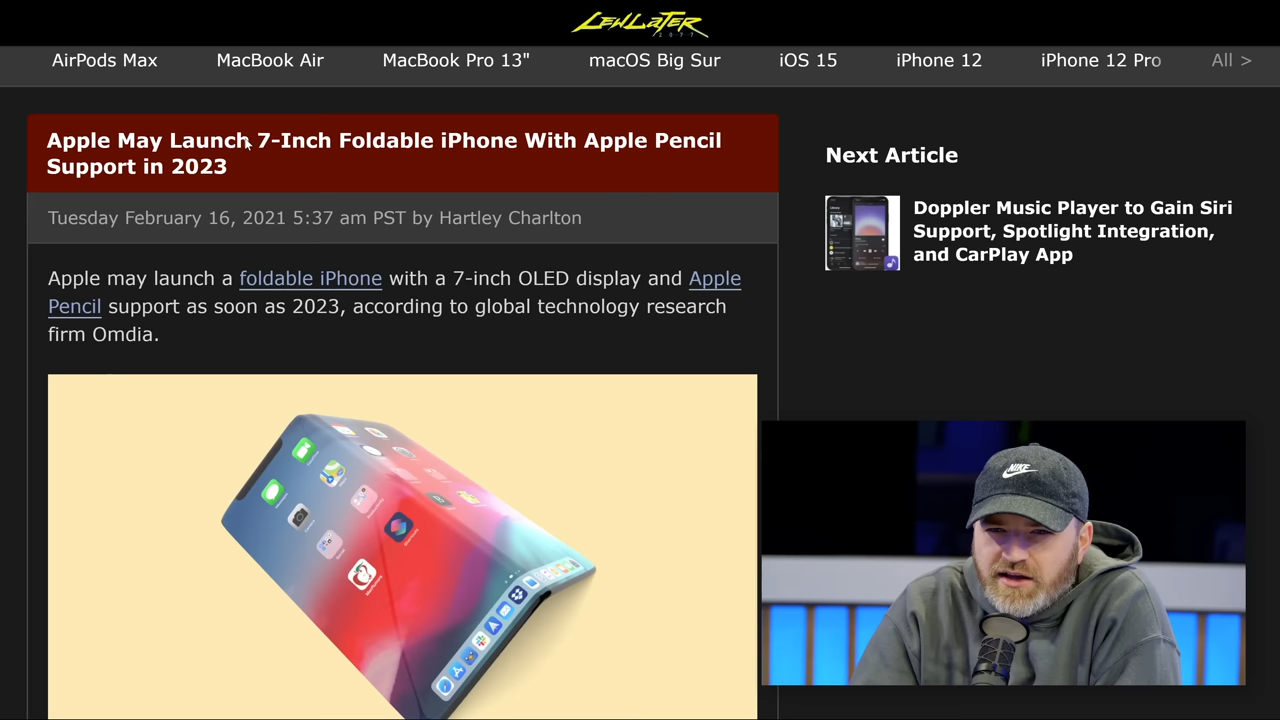 LEWLATER
2077
AirPods Max MacBook Air MacBook Pro 13" macOS Big Sur iOS 15 iPhone 12 iPhone 12 Pro All >
Apple May Launch 7-Inch Foldable iPhone With Apple Pencil
Support in 2023
Tuesday February 16, 2021 5:37 am PST by Hartley Charlton
Apple may launch a foldable iPhone with a 7-inch OLED display and Apple
Pencil support as soon as 2023, according to global technology research
firm Omdia.
Next Article
Doppler Music Player to Gain Siri
Support, Spotlight Integration,
and CarPlay App
NIKE